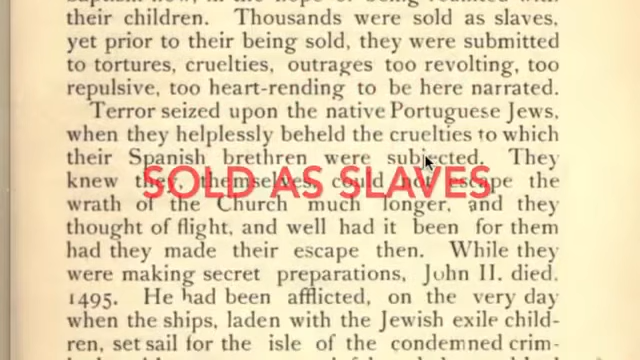 their children. Thousands were sold as slaves,
yet prior to their being sold, they were submitted
to tortures, cruelties, outrages too revolting, too
repulsive, too heart-rending to be here narrated.
Terror seized upon the native Portuguese Jews,
when they helplessly beheld the cruelties to which
their Spanish brethren were subjected. They
SOLD AS SLAVES
knew they themselves could not escape the
wrath of the Church much longer, and they
thought of flight, and well had it been for them
had they made their escape then. While they
were making secret preparations, John II. died,
1495. He had been afflicted, on the very day
when the ships, laden with the Jewish exile child-
ren, set sail for the isle of the condemned crim-